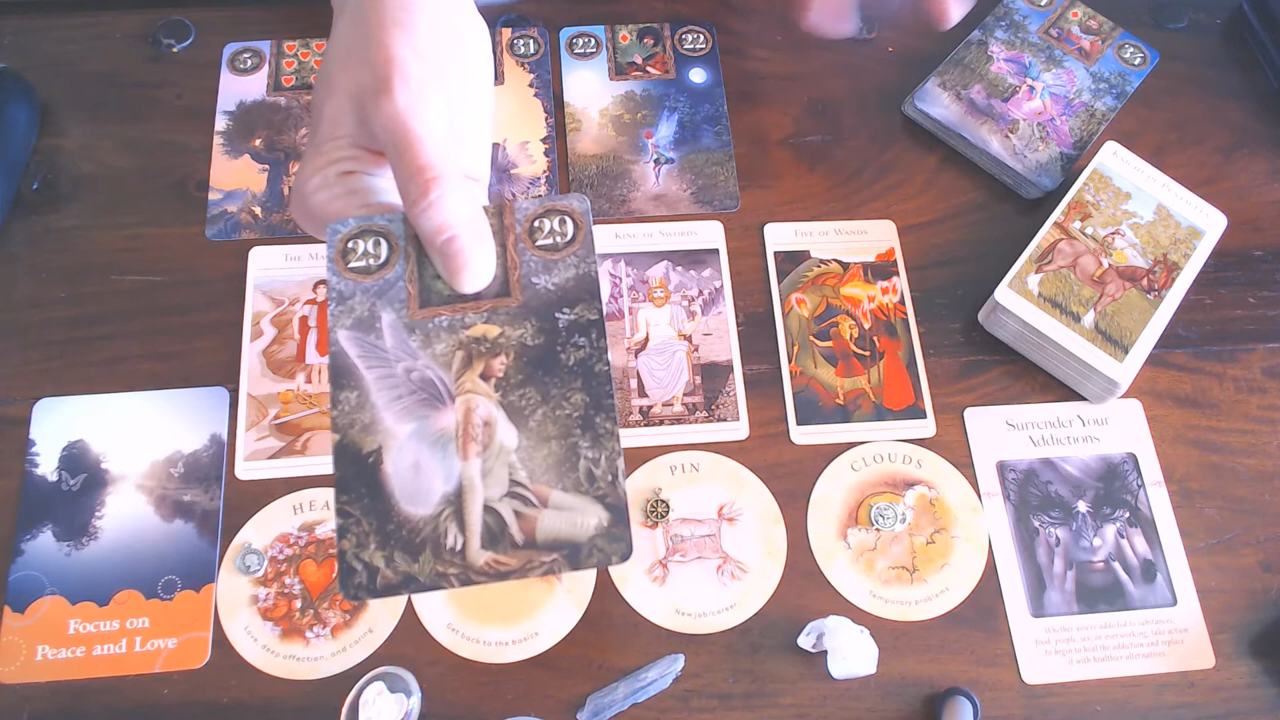 5
31
22
22
34
KNIGHT OF PENTACLES
29
29
THE
KING OF SWORDS
FIVE OF WANDS
Surrender Your
Addictions
Whether you're addicted to substances,
food, people, sex, or overworking, take action
to begin to heal the addiction and replace
it with healthier alternatives.
Focus on
Peace and Love
Love, deep affection, and caring
Get back to the basics
PIN
New job/career
CLOUDS
Temporary problems